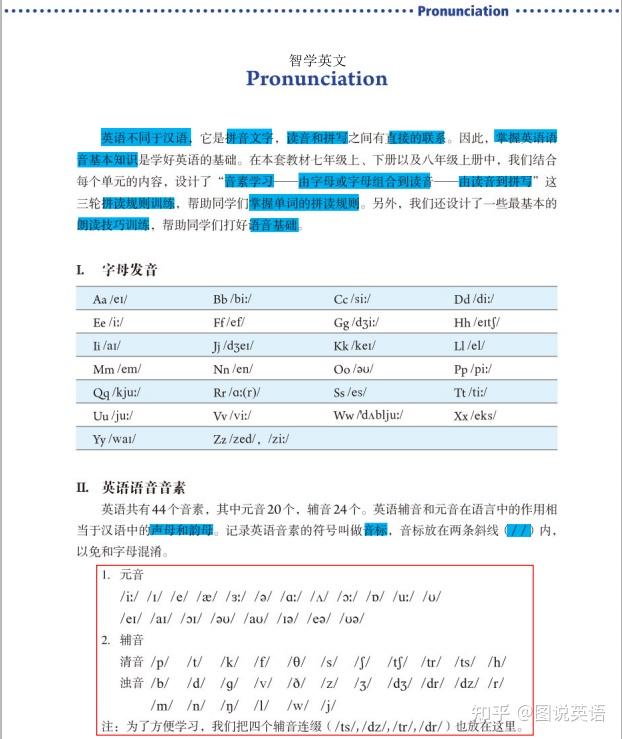 Pronunciation
智学英文
Pronunciation
英语不同于汉语，它是拼音文字，读音和拼写之间有直接的联系。因此，掌握英语语
音基本知识是学好英语的基础。在本套教材七年级上、下册以及八年级上册中，我们结合
每个单元的内容，设计了“音素学习——由字母或字母组合到读音——由读音到拼写”这
三轮拼读规则训练，帮助同学们掌握单词的拼读规则。另外，我们还设计了一些最基本的
朗读技巧训练，帮助同学们打好语音基础。
I. 字母发音
Aa /eɪ/ Bb /biː/ Cc /siː/ Dd /diː/
Ee /iː/ Ff /ef/ Gg /dʒiː/ Hh /eɪtʃ/
Ii /aɪ/ Jj /dʒeɪ/ Kk /keɪ/ Ll /el/
Mm /em/ Nn /en/ Oo /əʊ/ Pp /piː/
Qq /kjuː/ Rr /ɑː(r)/ Ss /es/ Tt /tiː/
Uu /juː/ Vv /viː/ Ww /ˈdʌbljuː/ Xx /eks/
Yy /waɪ/ Zz /zed/，/ziː/
II. 英语语音音素
英语共有44个音素，其中元音20个，辅音24个。英语辅音和元音在语言中的作用相
当于汉语中的声母和韵母。记录英语音素的符号叫做音标，音标放在两条斜线（/ /）内，
以免和字母混淆。
1. 元音
/iː/ /ɪ/ /e/ /æ/ /ɜː/ /ə/ /ɑː/ /ʌ/ /ɔː/ /ɒ/ /uː/ /ʊ/
/eɪ/ /aɪ/ /ɔɪ/ /əʊ/ /aʊ/ /ɪə/ /eə/ /ʊə/
2. 辅音
清音 /p/ /t/ /k/ /f/ /θ/ /s/ /ʃ/ /tʃ/ /tr/ /ts/ /h/
浊音 /b/ /d/ /ɡ/ /v/ /ð/ /z/ /ʒ/ /dʒ/ /dr/ /dz/ /r/
/m/ /n/ /ŋ/ /l/ /w/ /j/
注：为了方便学习，我们把四个辅音连缀（/ts/,/dz/,/tr/,/dr/）也放在这里。
知乎 @图说英语